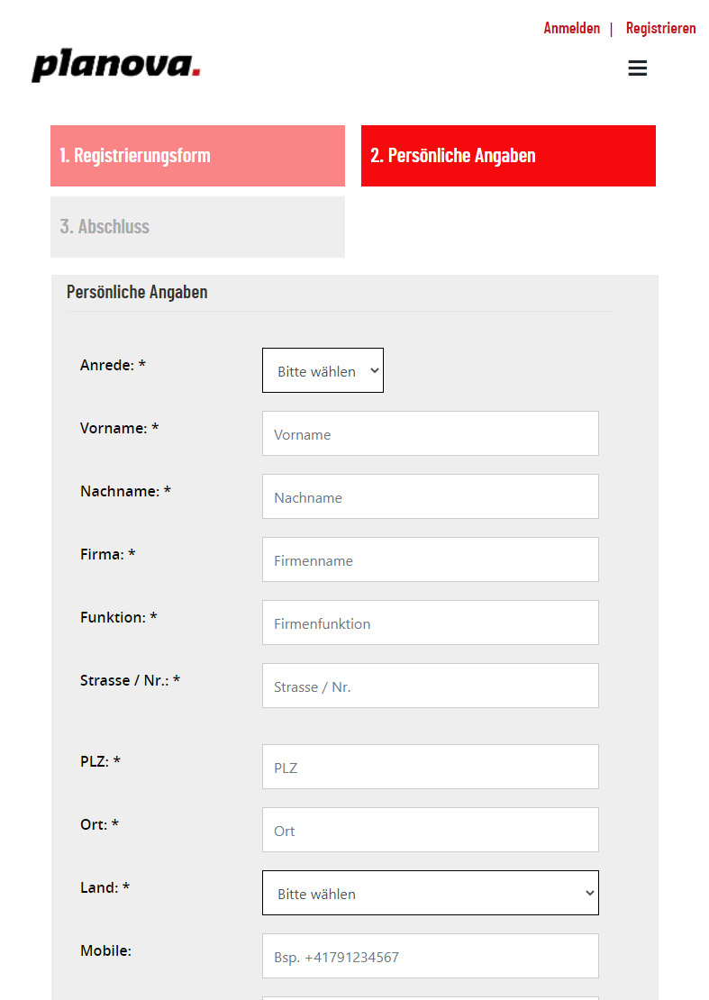 Anmelden | Registrieren
planova.
1. Registrierungsform
2. Persönliche Angaben
3. Abschluss
Persönliche Angaben
Anrede: *
Bitte wählen
Vorname: *
Vorname
Nachname: *
Nachname
Firma: *
Firmenname
Funktion: *
Firmenfunktion
Strasse / Nr.: *
Strasse / Nr.
PLZ: *
PLZ
Ort: *
Ort
Land: *
Bitte wählen
Mobile:
Bsp. +41791234567